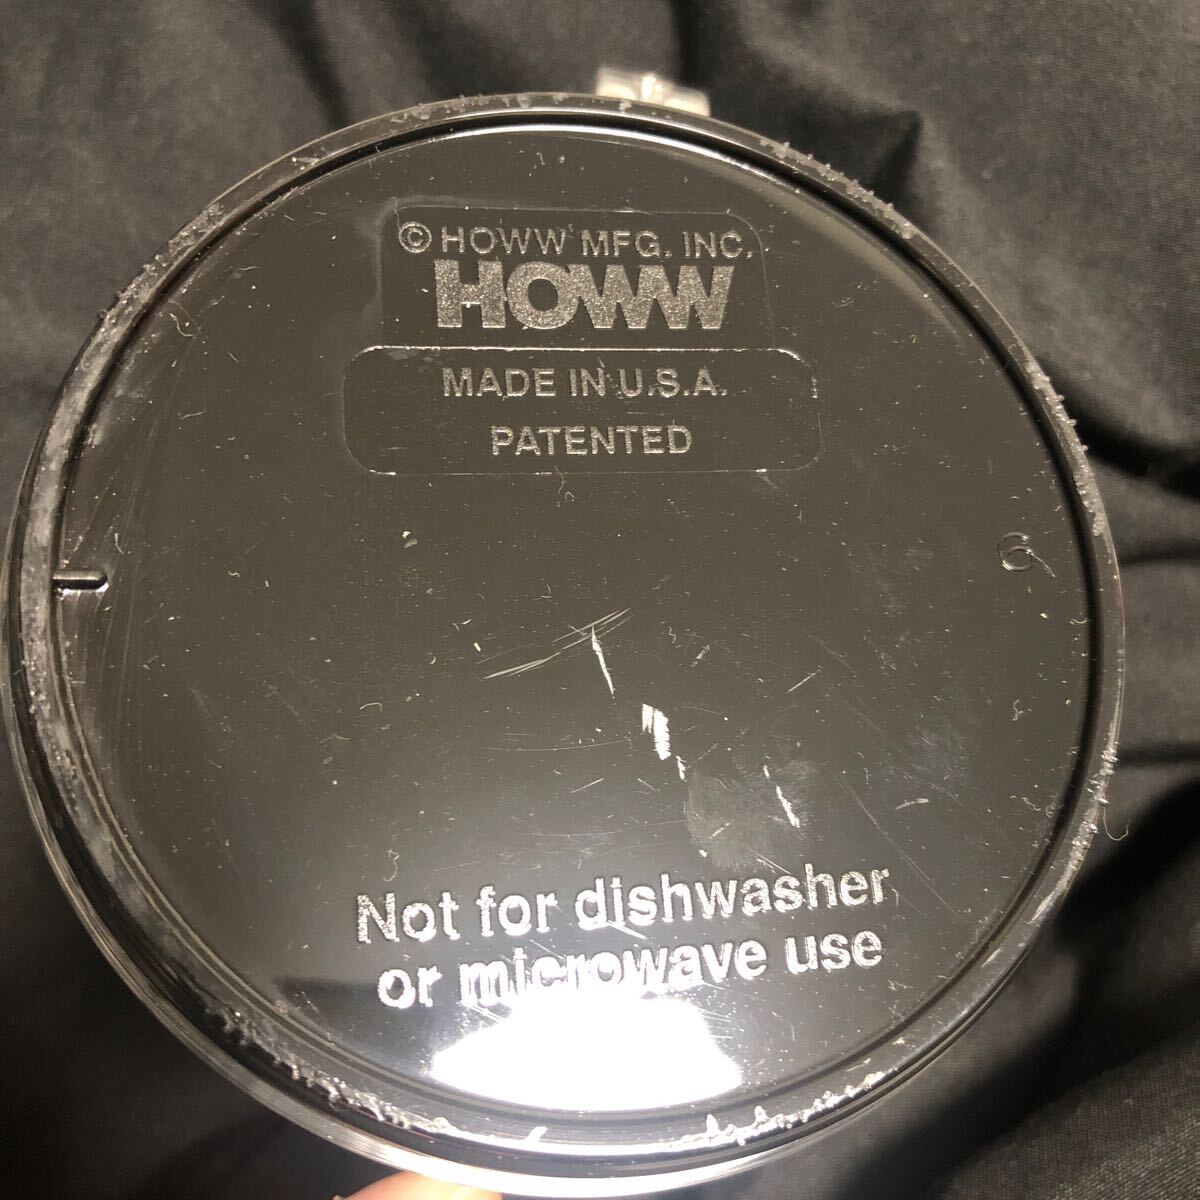 © HOWW MFG. INC.
HOWW
MADE IN U.S.A.
PATENTED
6
Not for dishwasher
or microwave use